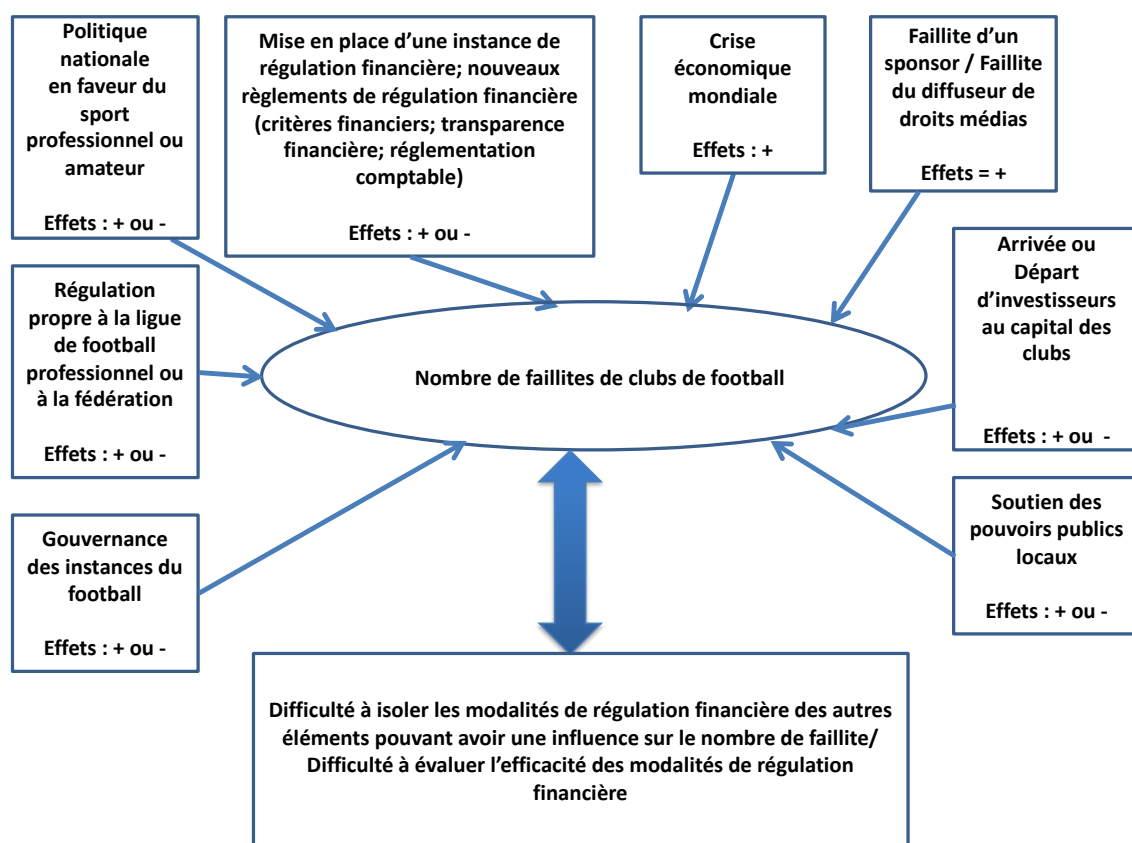 Politique
nationale
en faveur du
sport
professionnel ou
amateur
Effets : + ou -
Mise en place d’une instance de
régulation financière; nouveaux
règlements de régulation financière
(critères financiers; transparence
financière; réglementation
comptable)
Effets : + ou -
Crise
économique
mondiale
Effets : +
Faillite d’un
sponsor / Faillite
du diffuseur de
droits médias
Effets = +
Régulation
propre à la ligue
de football
professionnel ou
à la fédération
Effets : + ou -
Nombre de faillites de clubs de football
Arrivée ou
Départ
d’investisseurs
au capital des
clubs
Effets : + ou -
Gouvernance
des instances du
football
Effets : + ou -
Soutien des
pouvoirs publics
locaux
Effets : + ou -
Difficulté à isoler les modalités de régulation financière des autres
éléments pouvant avoir une influence sur le nombre de faillite/
Difficulté à évaluer l’efficacité des modalités de régulation
financière